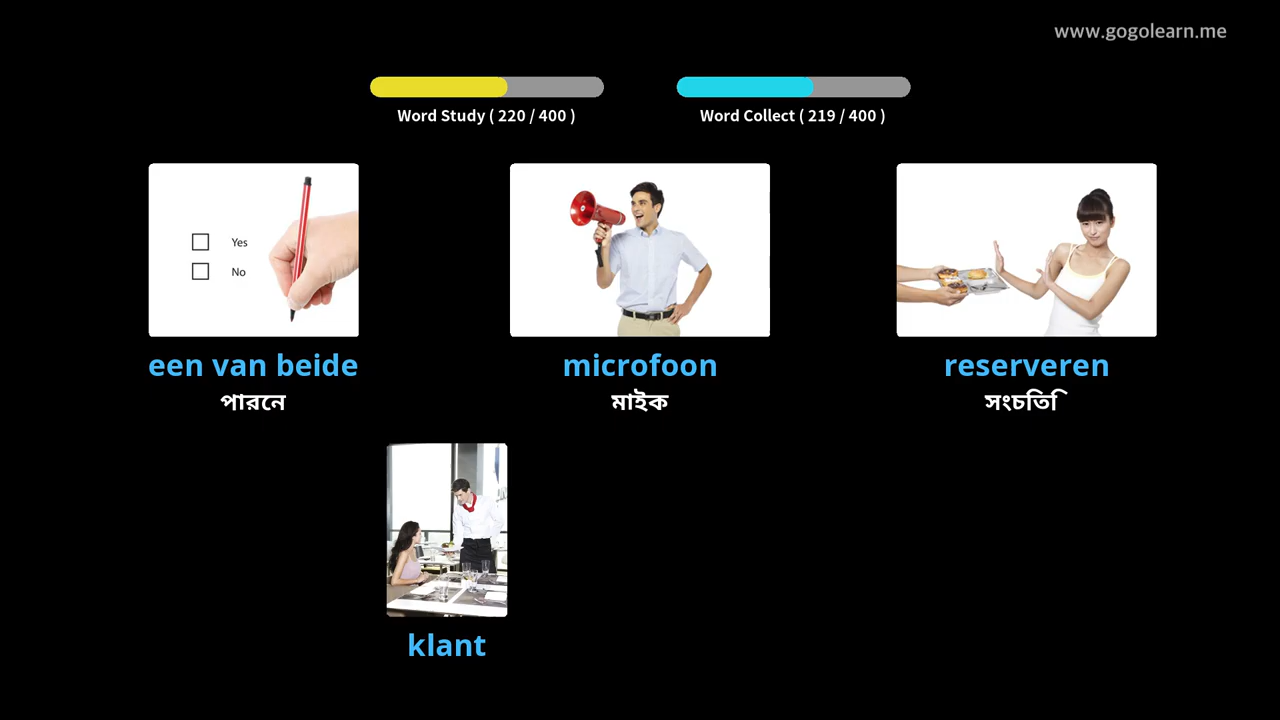 www.gogolearn.me
Word Study ( 220 / 400 )
Word Collect ( 219 / 400 )
Yes
No
een van beide
microfoon
reserveren
পারনে
মাইক
সংচতিি
klant